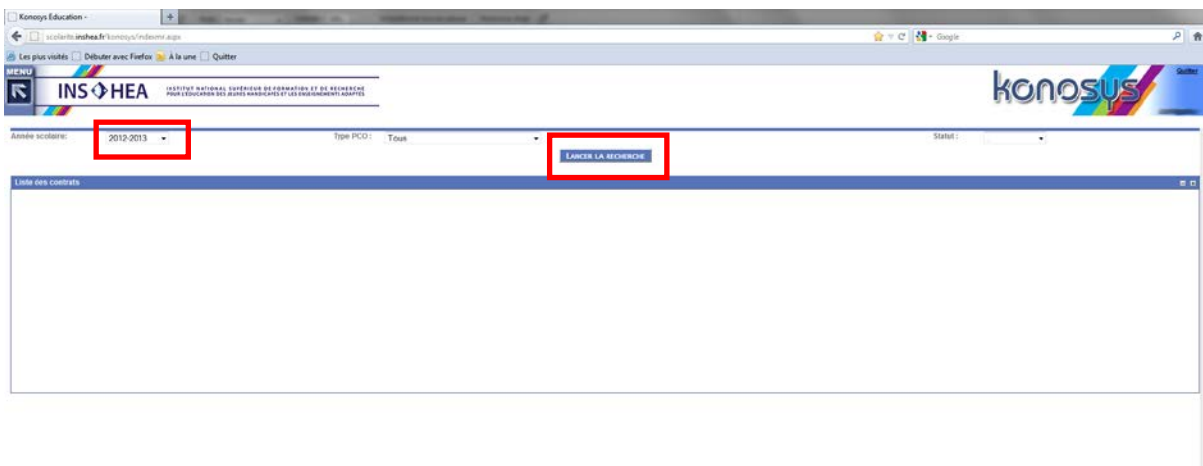 Konosys Education -
scolarite.inshea.fr/konosys/indexmr.aspx
Google
Les plus visités Débuter avec Firefox À la une Quitter
MENU
INS HEA
INSTITUT NATIONAL SUPÉRIEUR DE FORMATION ET DE RECHERCHE
POUR L'ÉDUCATION DES JEUNES HANDICAPÉS ET LES ENSEIGNEMENTS ADAPTÉS
konosys
Quitter
Année scolaire: 2012-2013 Type PCO : Tous Statut :
LANCER LA RECHERCHE
Liste des contrats